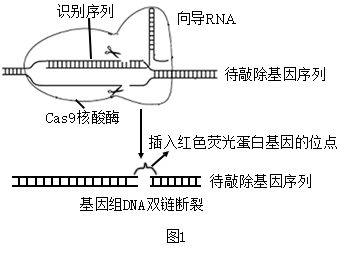 识别序列
向导RNA
待敲除基因序列
Cas9核酸酶
插入红色荧光蛋白基因的位点
待敲除基因序列
基因组DNA双链断裂
图1